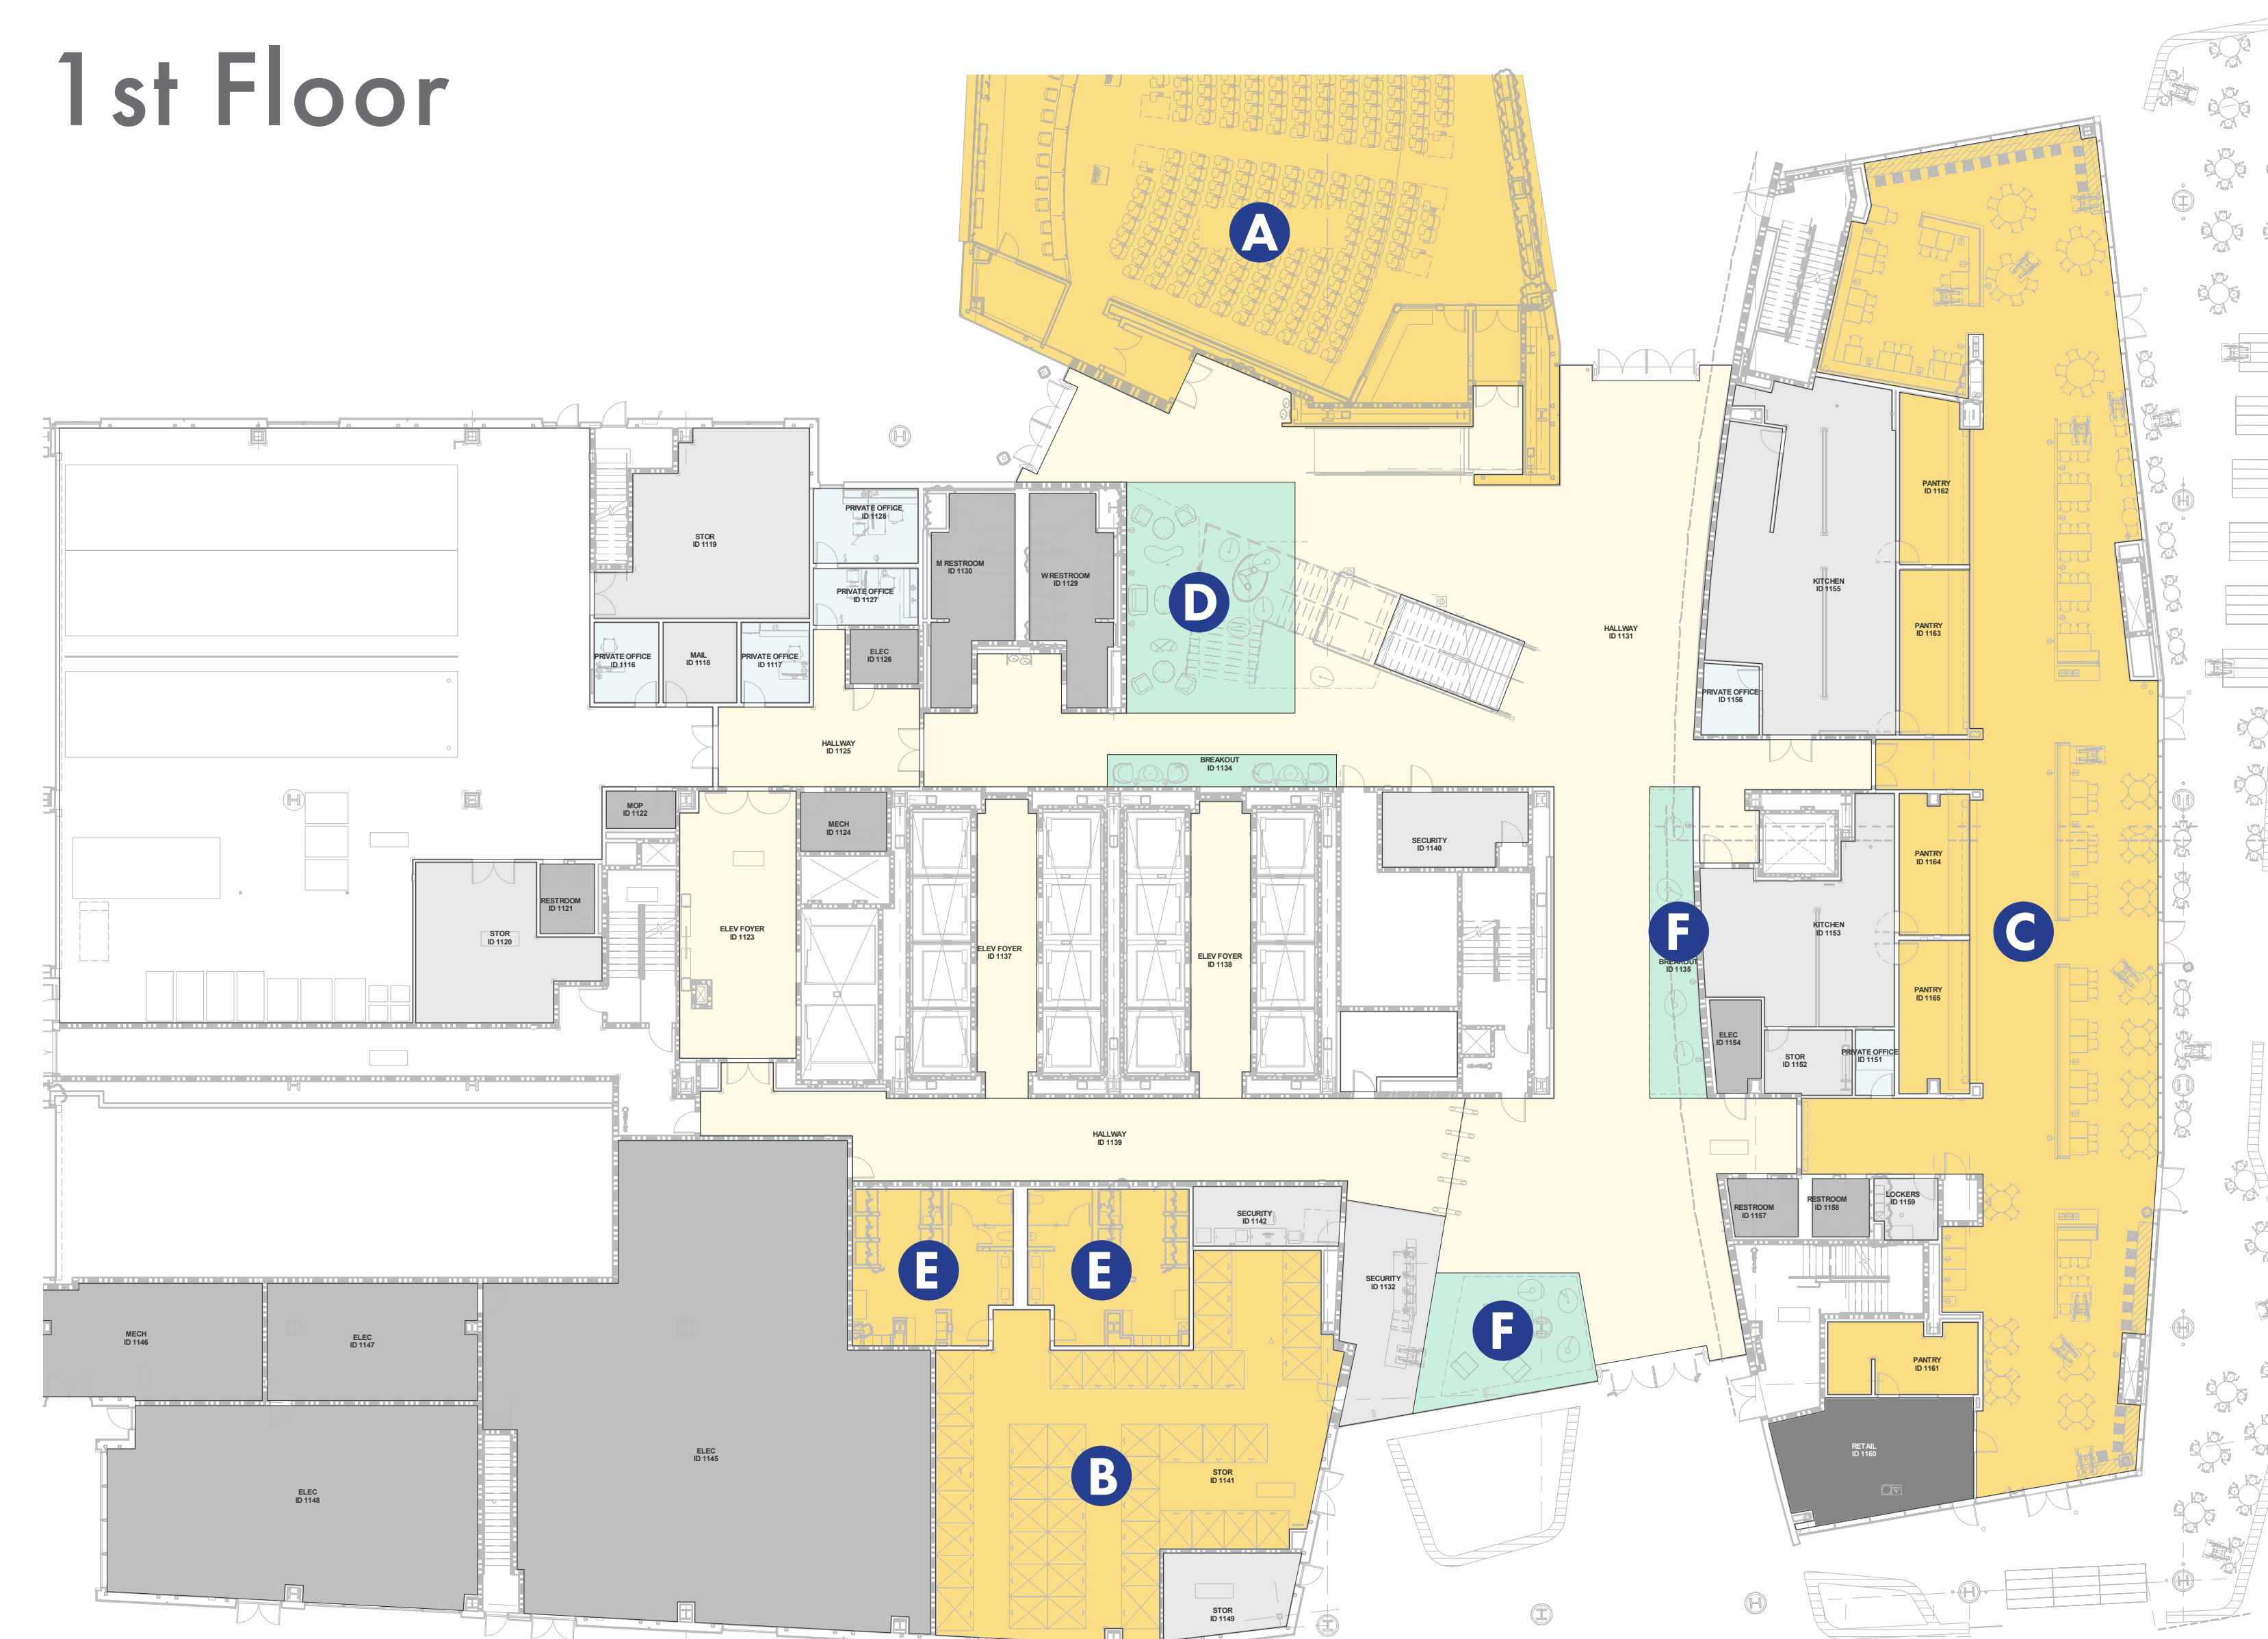 1st Floor
A
PRIVATE OFFICE
ID 1128
STOR
ID 1119
M RESTROOM
ID 1130
W RESTROOM
ID 1129
PRIVATE OFFICE
ID 1127
D
PRIVATE OFFICE
ID 1116
MAIL
ID 1118
PRIVATE OFFICE
ID 1117
ELEC
ID 1126
HALLWAY
ID 1131
HALLWAY
ID 1125
BREAKOUT
ID 1134
PANTRY
ID 1162
KITCHEN
ID 1155
PANTRY
ID 1163
PRIVATE OFFICE
ID 1156
MOP
ID 1122
MECH
ID 1124
SECURITY
ID 1140
PANTRY
ID 1164
RESTROOM
ID 1121
STOR
ID 1120
ELEV FOYER
ID 1123
ELEV FOYER
ID 1137
ELEV FOYER
ID 1138
F
BREAKOUT
ID 1135
KITCHEN
ID 1153
C
PANTRY
ID 1165
ELEC
ID 1154
STOR
ID 1152
PRIVATE OFFICE
ID 1151
HALLWAY
ID 1139
RESTROOM
ID 1157
RESTROOM
ID 1158
LOCKERS
ID 1159
SECURITY
ID 1142
E
E
SECURITY
ID 1132
F
MECH
ID 1146
ELEC
ID 1147
PANTRY
ID 1161
ELEC
ID 1145
B
STOR
ID 1141
RETAIL
ID 1160
ELEC
ID 1148
STOR
ID 1149